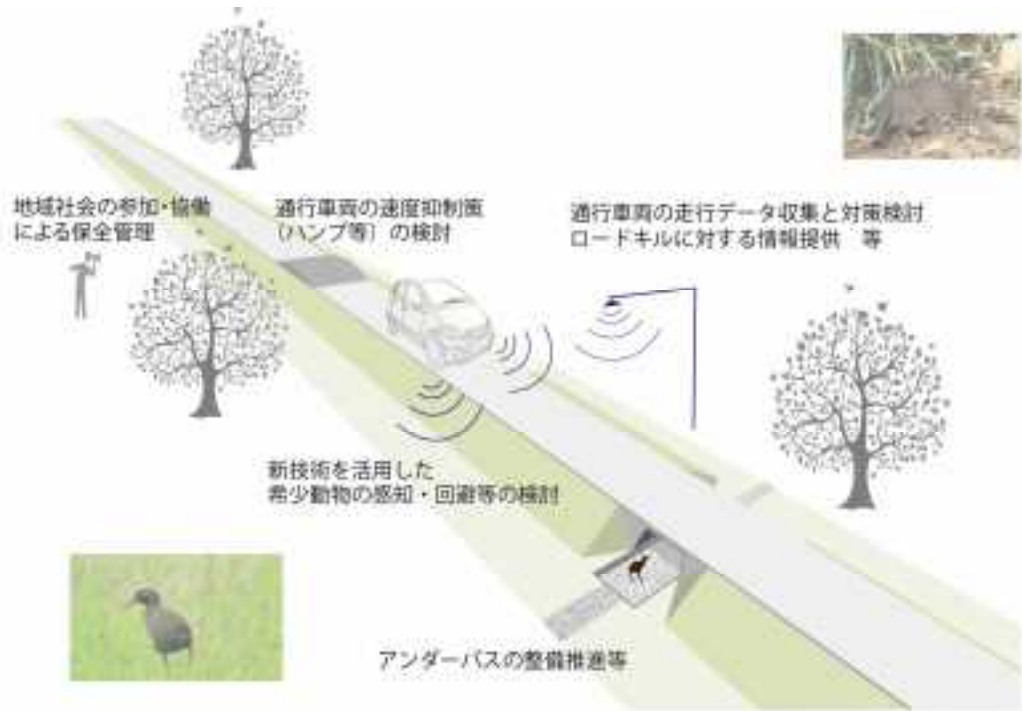 地域社会の参加・協働
による保全管理
通行車両の速度抑制策
（ハンプ等）の検討
通行車両の走行データ収集と対策検討
ロードキルに対する情報提供　等
新技術を活用した
希少動物の感知・回避等の検討
アンダーパスの整備推進等